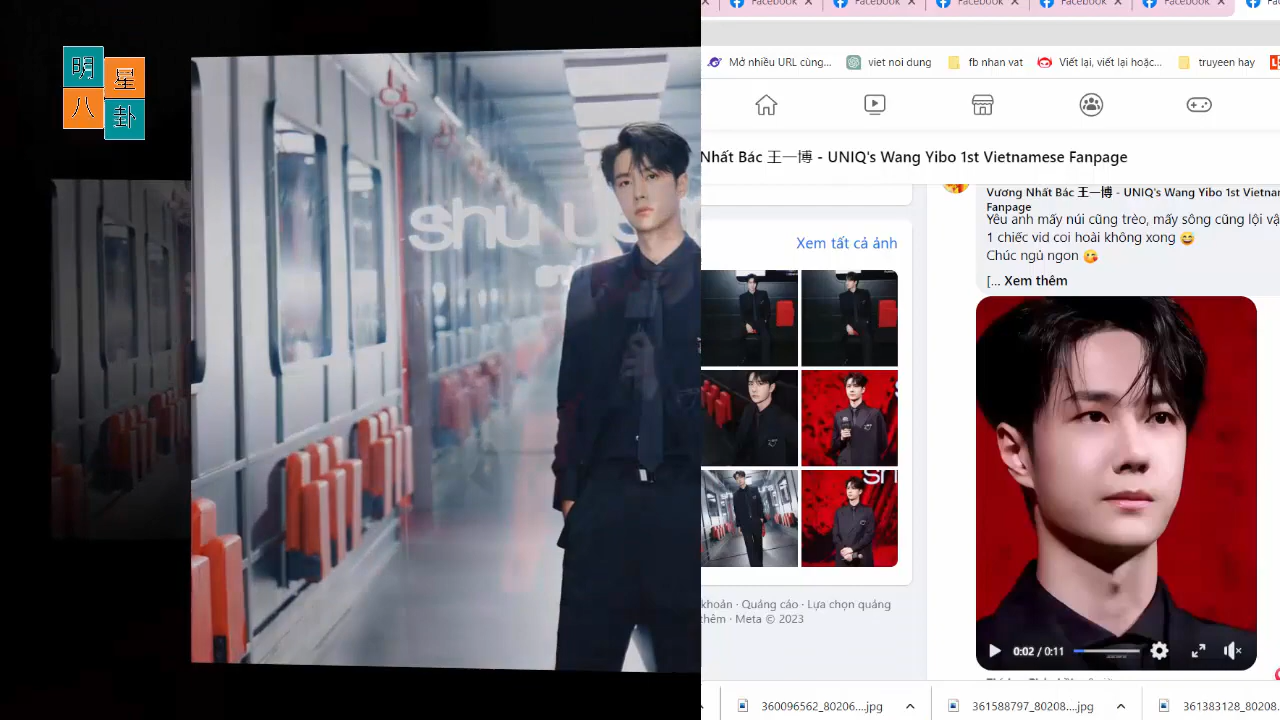 明星
八卦
shu u
Facebook
Facebook
Facebook
Facebook
Facebook
Facebook
Mở nhiều URL cùng...
viet noi dung
fb nhan vat
Viết lại, viết lại hoặc...
truyeen hay
Nhất Bác 王一博 - UNIQ's Wang Yibo 1st Vietnamese Fanpage
Xem tất cả ảnh
khoản · Quảng cáo · Lựa chọn quảng
thêm · Meta © 2023
Vương Nhất Bác 王一博 - UNIQ's Wang Yibo 1st Vietnam
Fanpage
Yêu anh mấy núi cũng trèo, mấy sông cũng lội
1 chiếc vid coi hoài không xong 😄
Chúc ngủ ngon 😘
[... Xem thêm
0:02 / 0:11
360096562_80206....jpg
361588797_80208....jpg
361383128_80208.